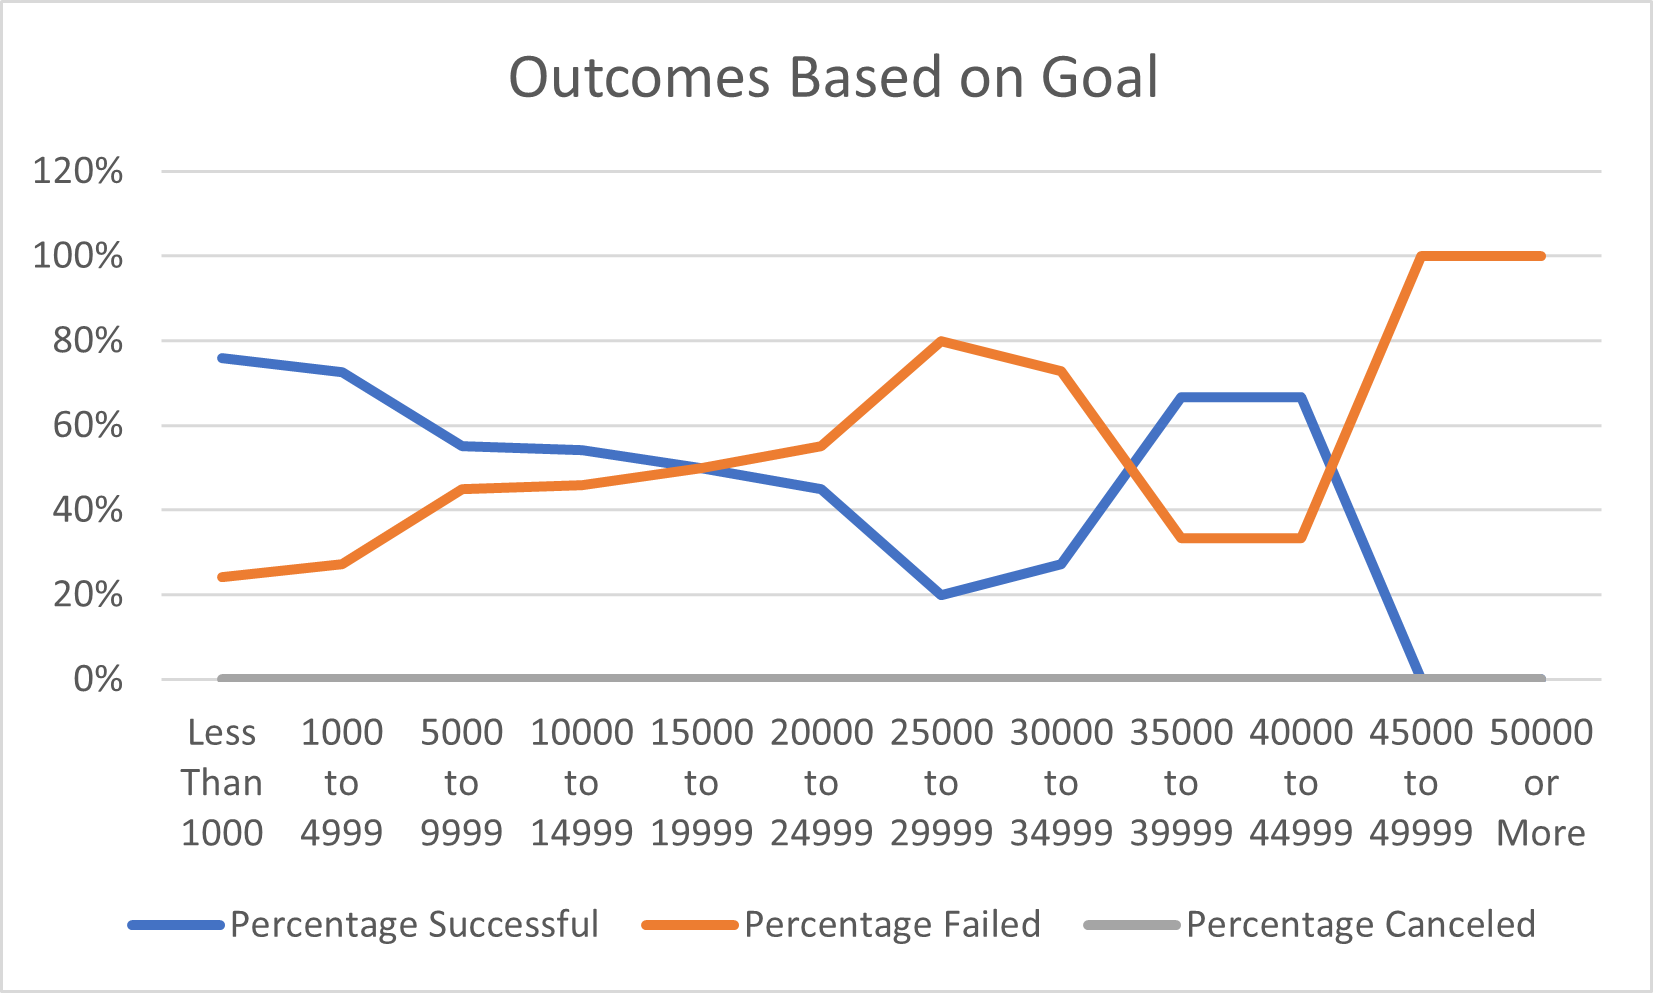 Outcomes Based on Goal
120%
100%
80%
60%
40%
20%
0%
Less Than 1000
1000 to 4999
5000 to 9999
10000 to 14999
15000 to 19999
20000 to 24999
25000 to 29999
30000 to 34999
35000 to 39999
40000 to 44999
45000 to 49999
50000 or More
Percentage Successful
Percentage Failed
Percentage Canceled